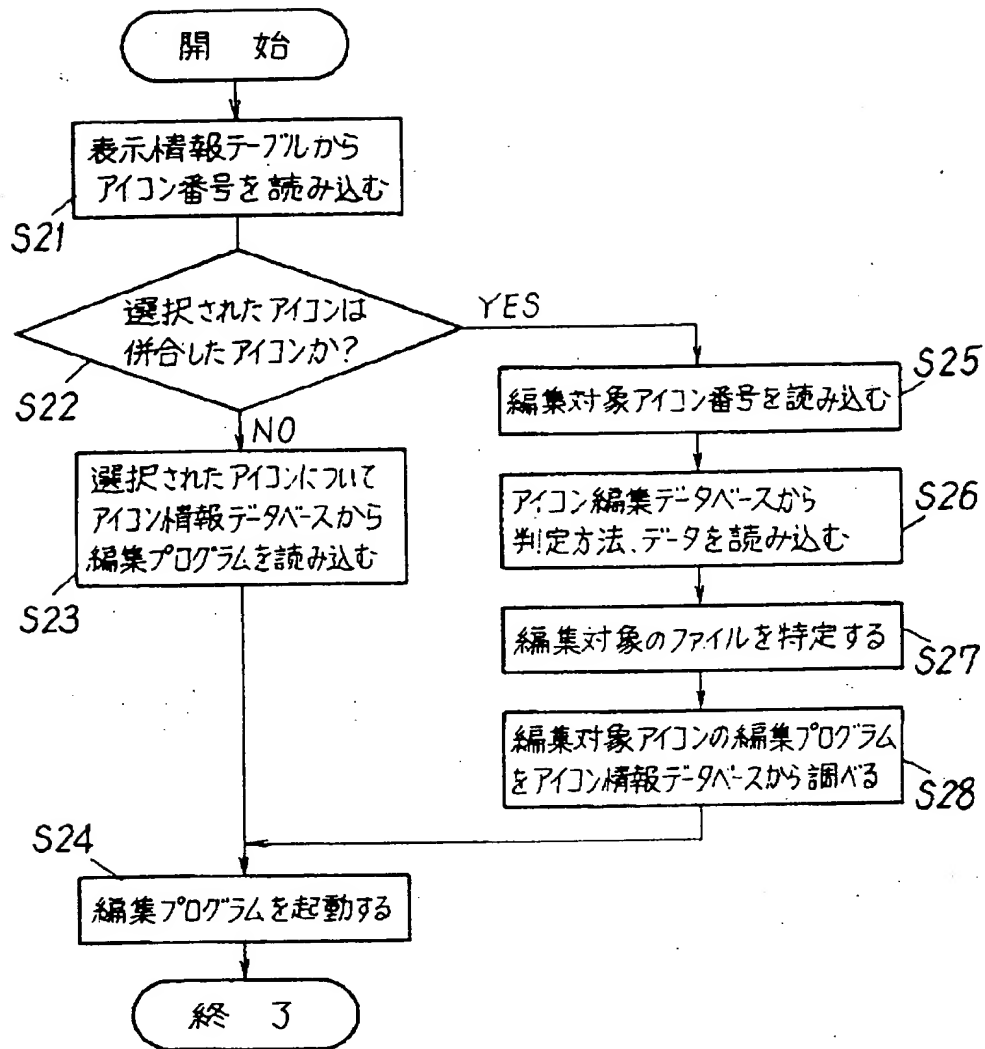 開 始
表示情報テーブルから
アイコン番号を読み込む
S21
選択されたアイコンは
併合したアイコンか?
S22
YES
NO
選択されたアイコンについて
アイコン情報データベースから
編集プログラムを読み込む
S23
編集対象アイコン番号を読み込む
S25
アイコン編集データベースから
判定方法、データを読み込む
S26
編集対象のファイルを特定する
S27
編集対象アイコンの編集プログラム
をアイコン情報データベースから調べる
S28
S24
編集プログラムを起動する
終 了